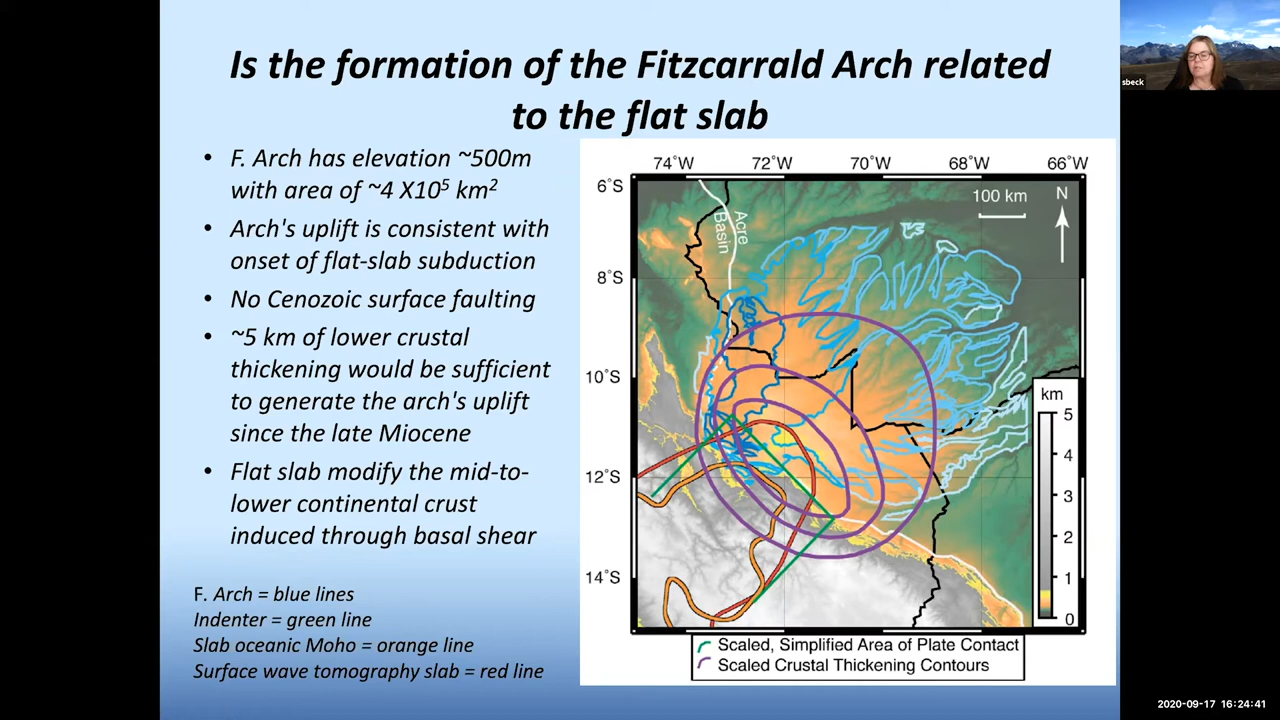 Is the formation of the Fitzcarrald Arch related
to the flat slab
sbeck
• F. Arch has elevation ~500m
with area of ~4 X10⁵ km²
• Arch's uplift is consistent with
onset of flat-slab subduction
• No Cenozoic surface faulting
• ~5 km of lower crustal
thickening would be sufficient
to generate the arch's uplift
since the late Miocene
• Flat slab modify the mid-to-
lower continental crust
induced through basal shear
F. Arch = blue lines
Indenter = green line
Slab oceanic Moho = orange line
Surface wave tomography slab = red line
74˚W 72˚W 70˚W 68˚W 66˚W
6˚S
8˚S
10˚S
12˚S
14˚S
100 km
N
Acre
Basin
km
5
4
3
2
1
0
Scaled, Simplified Area of Plate Contact
Scaled Crustal Thickening Contours
2020-09-17 16:24:41